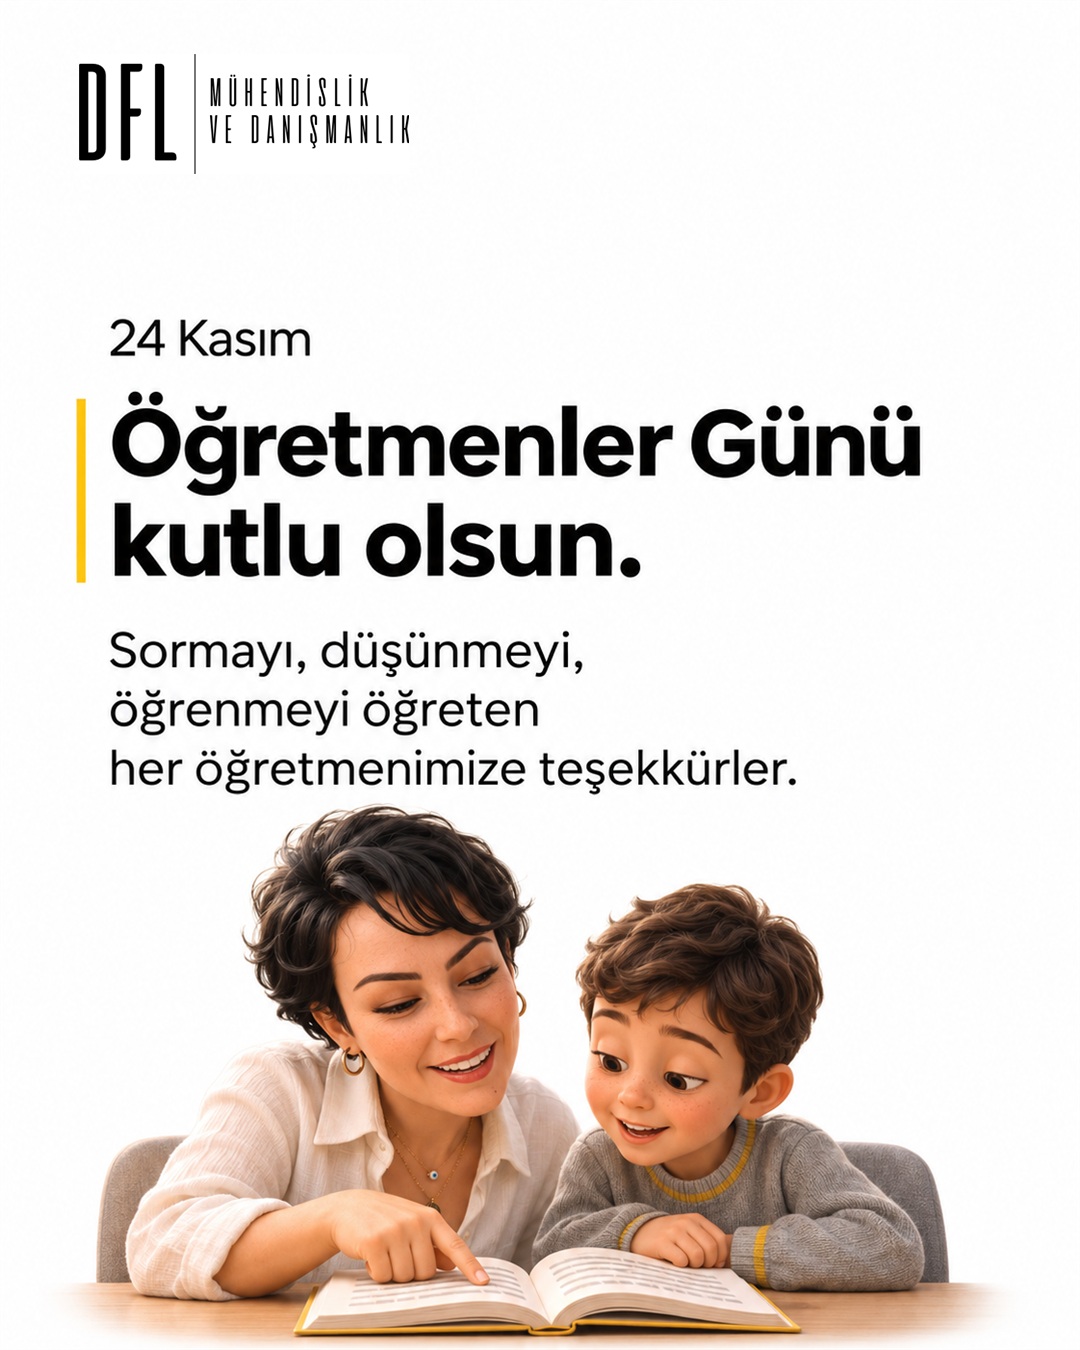 DFL
MÜHENDİSLİK
VE DANIŞMANLIK
24 Kasım
Öğretmenler Günü
kutlu olsun.
Sormayı, düşünmeyi,
öğrenmeyi öğreten
her öğretmenimize teşekkürler.